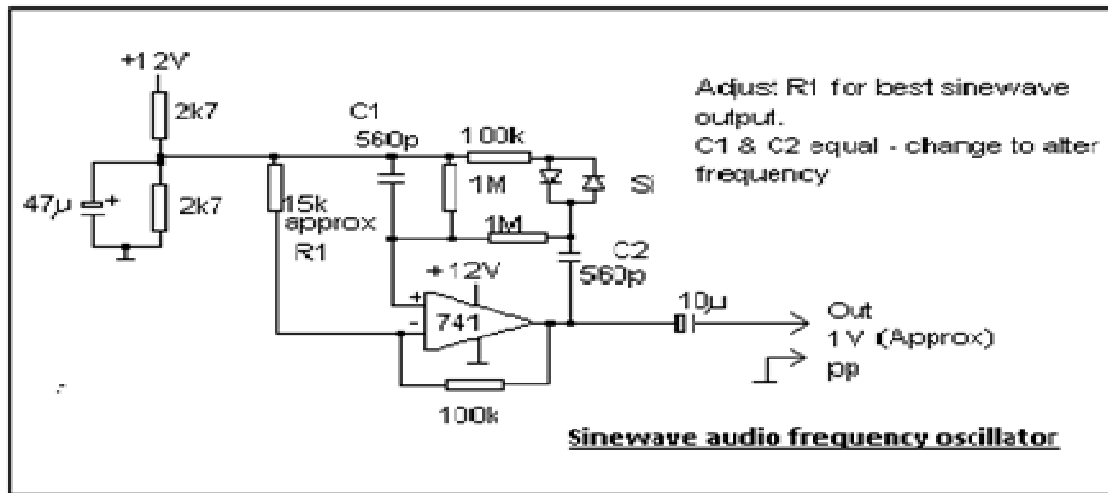 +12V
2k7
C1
560p
100k
Adjust R1 for best sinewave
output.
C1 & C2 equal - change to alter
frequency
47µ
+
2k7
15k
approx
R1
1M
1M
Si
C2
560p
+12V
+
-
741
10µ
Out
1V (Approx)
pp
100k
Sinewave audio frequency oscillator